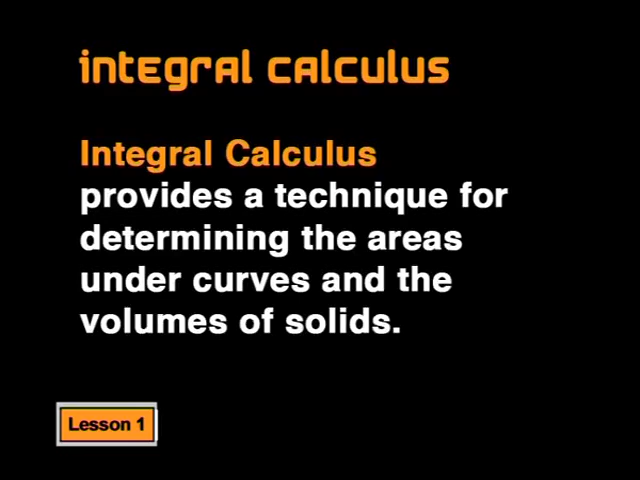 integral calculus
Integral Calculus
provides a technique for
determining the areas
under curves and the
volumes of solids.
Lesson 1